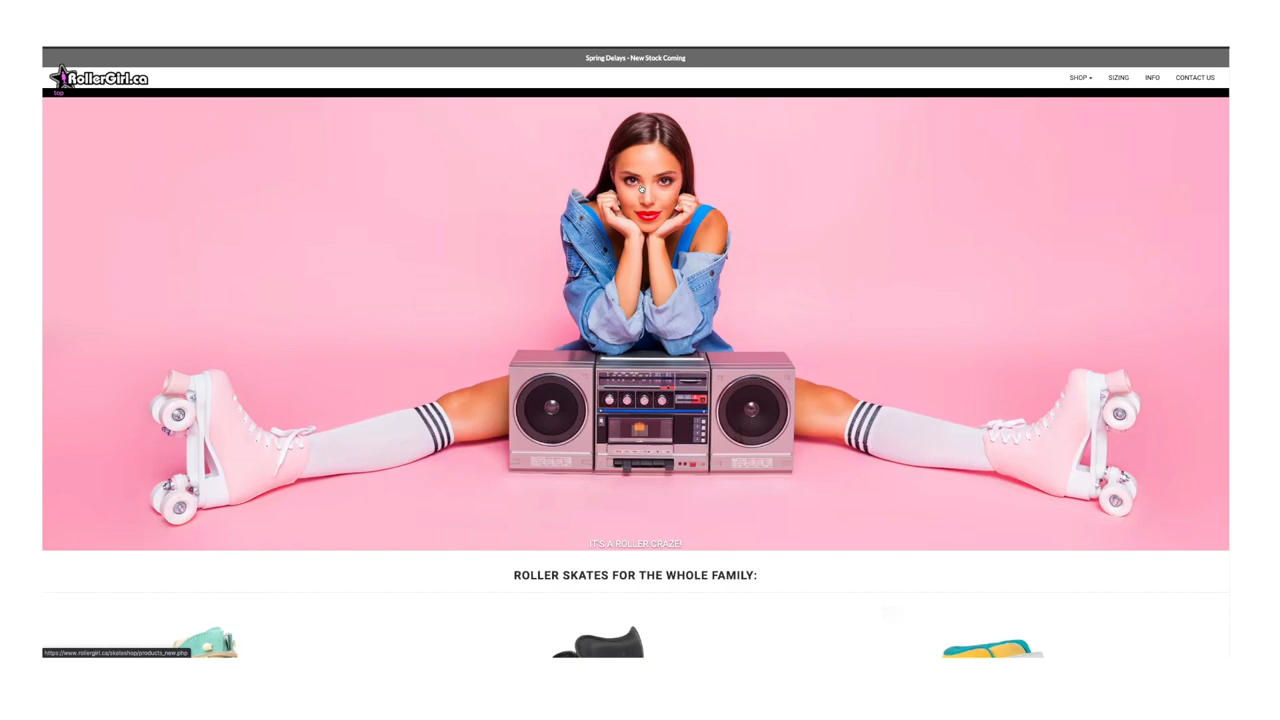 Spring Delays - New Stock Coming
RollerGirl.ca
SHOP
SIZING
INFO
CONTACT US
top
IT'S A ROLLER CRAZE!
ROLLER SKATES FOR THE WHOLE FAMILY:
https://www.rollergirl.ca/skateshop/products_new.php